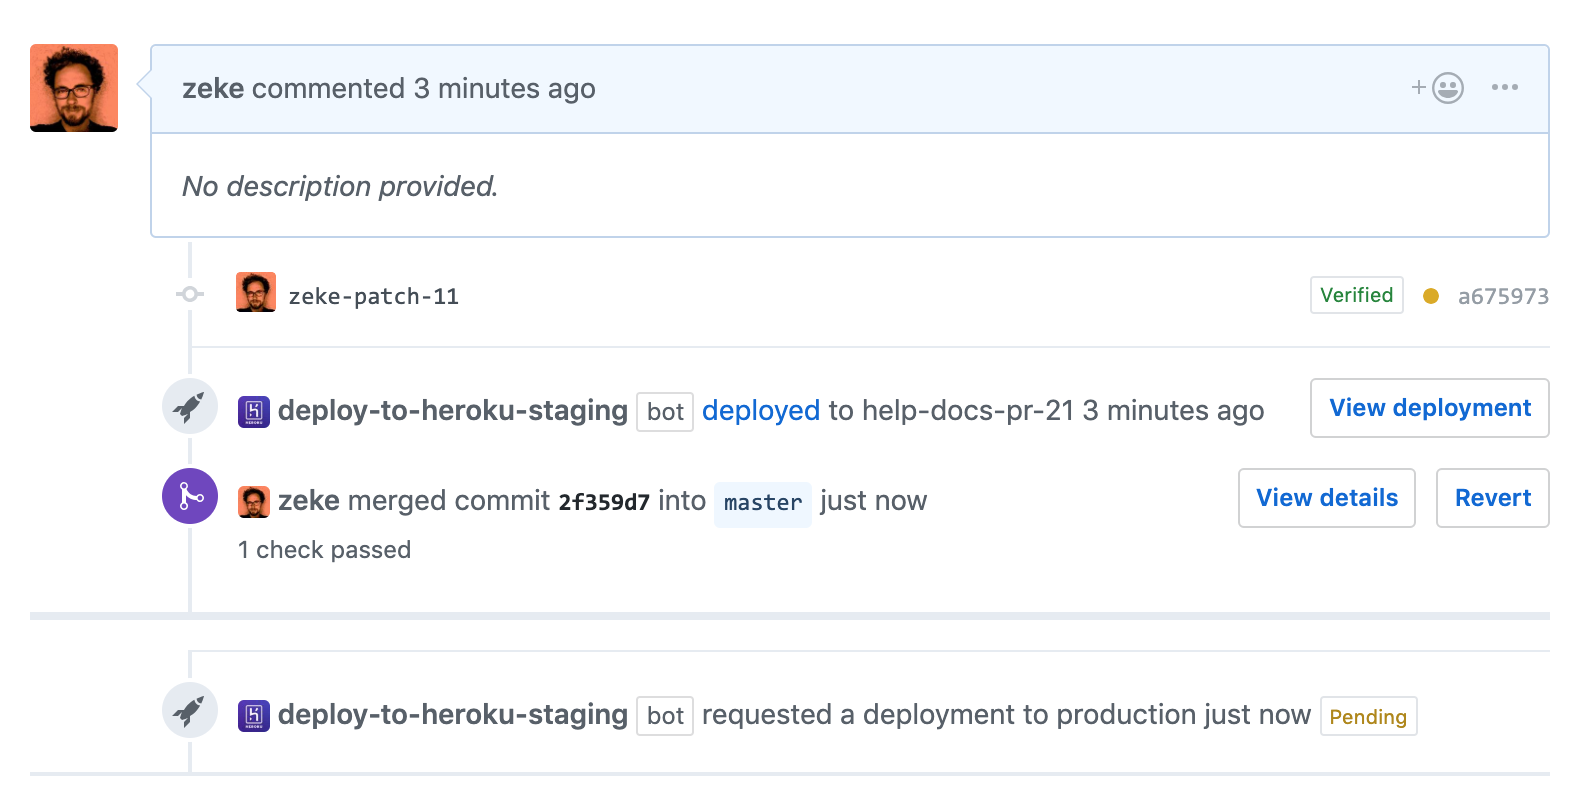 zeke commented 3 minutes ago
No description provided.
zeke-patch-11 Verified a675973
deploy-to-heroku-staging bot deployed to help-docs-pr-21 3 minutes ago View deployment
zeke merged commit 2f359d7 into master just now View details Revert
1 check passed
deploy-to-heroku-staging bot requested a deployment to production just now Pending